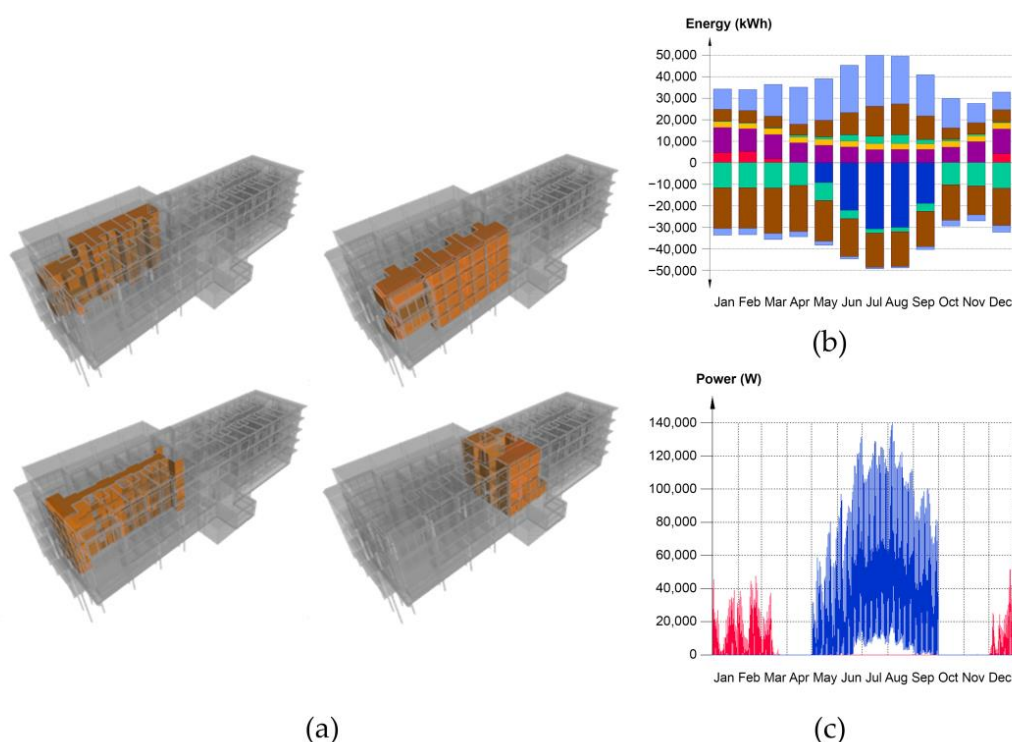 Energy (kWh)
50,000
40,000
30,000
20,000
10,000
0
−10,000
−20,000
−30,000
−40,000
−50,000
Jan Feb Mar Apr May Jun Jul Aug Sep Oct Nov Dec
(b)
Power (W)
140,000
120,000
100,000
80,000
60,000
40,000
20,000
0
Jan Feb Mar Apr May Jun Jul Aug Sep Oct Nov Dec
(a)
(c)